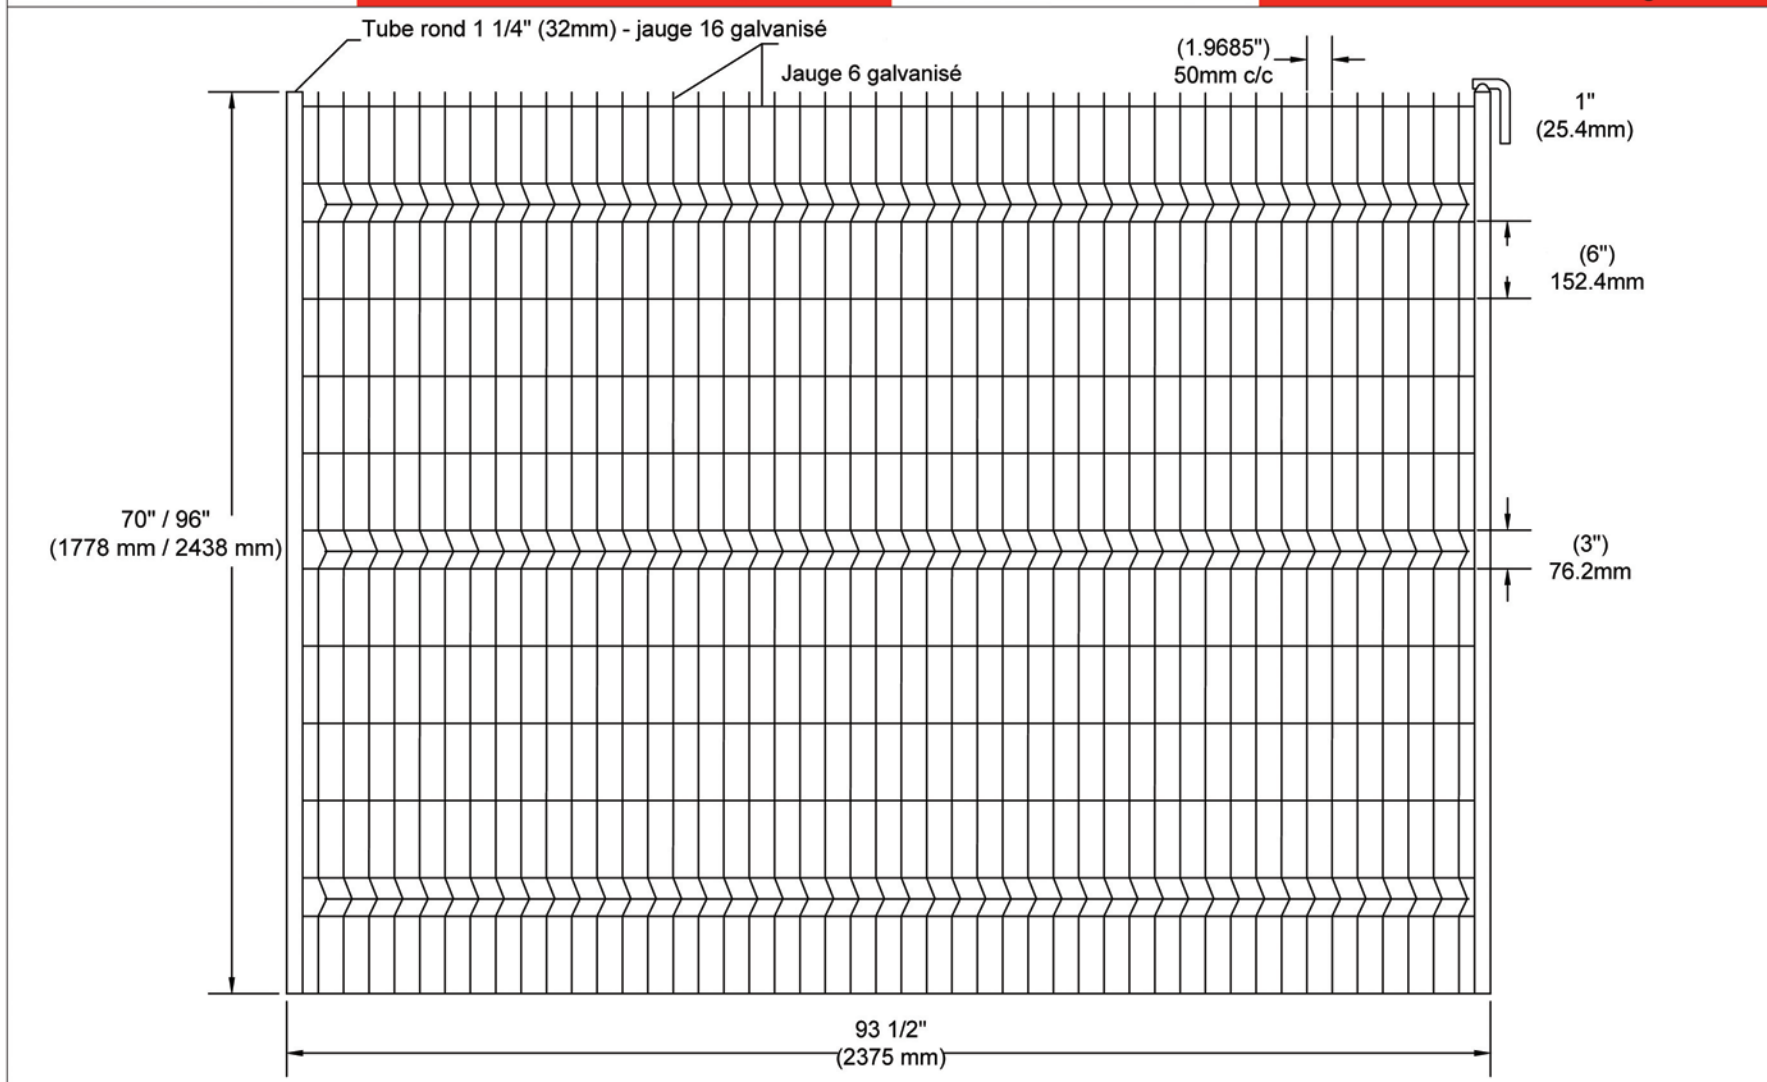 Tube rond 1 1/4" (32mm) - jauge 16 galvanisé
Jauge 6 galvanisé
(1.9685")
50mm c/c
1"
(25.4mm)
(6")
152.4mm
70" / 96"
(1778 mm / 2438 mm)
(3")
76.2mm
93 1/2"
(2375 mm)